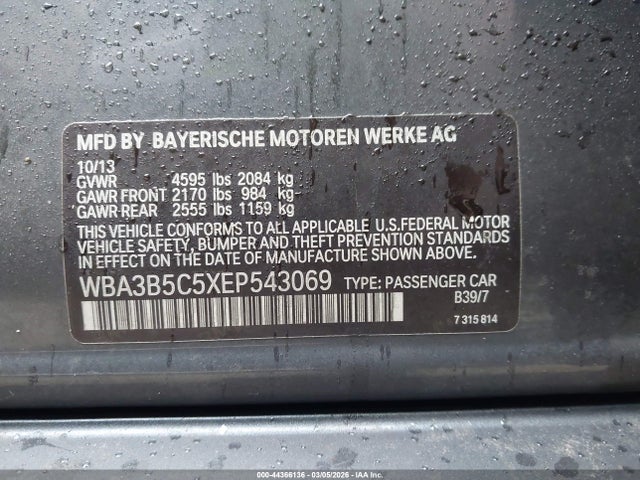 MFD BY BAYERISCHE MOTOREN WERKE AG
10/13
GVWR 4595 lbs 2084 kg
GAWR FRONT 2170 lbs 984 kg
GAWR REAR 2555 lbs 1159 kg
THIS VEHICLE CONFORMS TO ALL APPLICABLE U.S.FEDERAL MOTOR
VEHICLE SAFETY, BUMPER AND THEFT PREVENTION STANDARDS
IN EFFECT ON THE DATE OF MANUFACTURE SHOWN ABOVE.
WBA3B5C5XEP543069 TYPE: PASSENGER CAR
B39/7
7 315 814
000-44366136 - 03/05/2026 - IAA Inc.